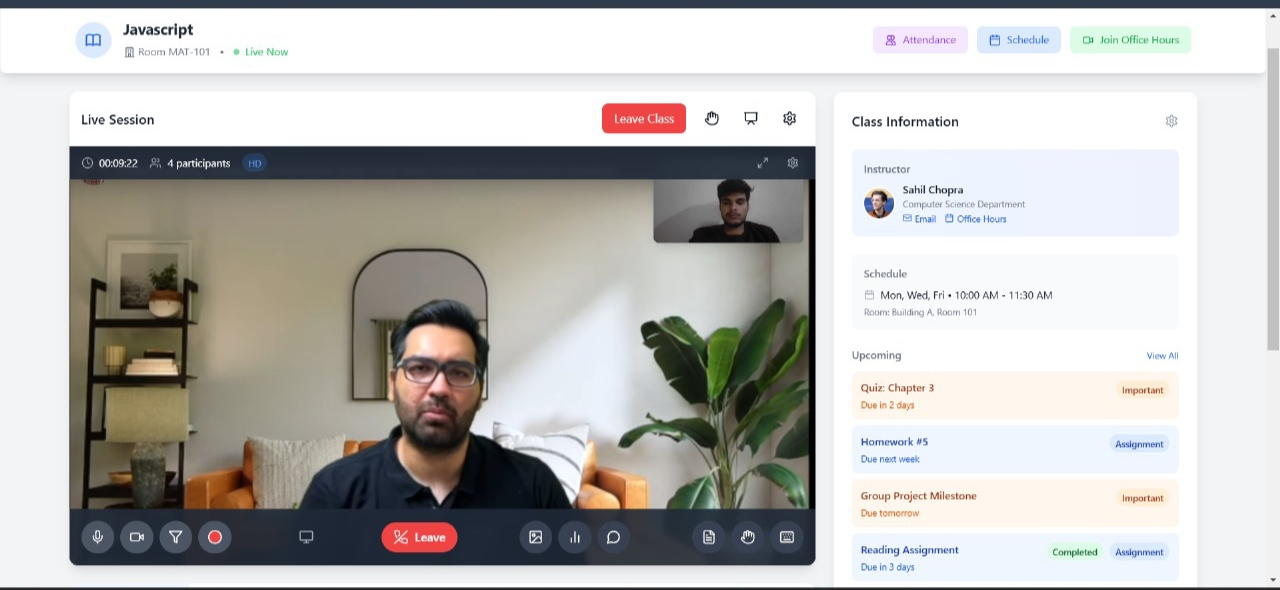 Javascript
Room MAT-101 • Live Now
Attendance
Schedule
Join Office Hours
Live Session
Leave Class
00:09:22 4 participants HD
Leave
Class Information
Instructor
Sahil Chopra
Computer Science Department
Email Office Hours
Schedule
Mon, Wed, Fri • 10:00 AM - 11:30 AM
Room: Building A, Room 101
Upcoming View All
Quiz: Chapter 3 Important
Due in 2 days
Homework #5 Assignment
Due next week
Group Project Milestone Important
Due tomorrow
Reading Assignment Completed Assignment
Due in 3 days